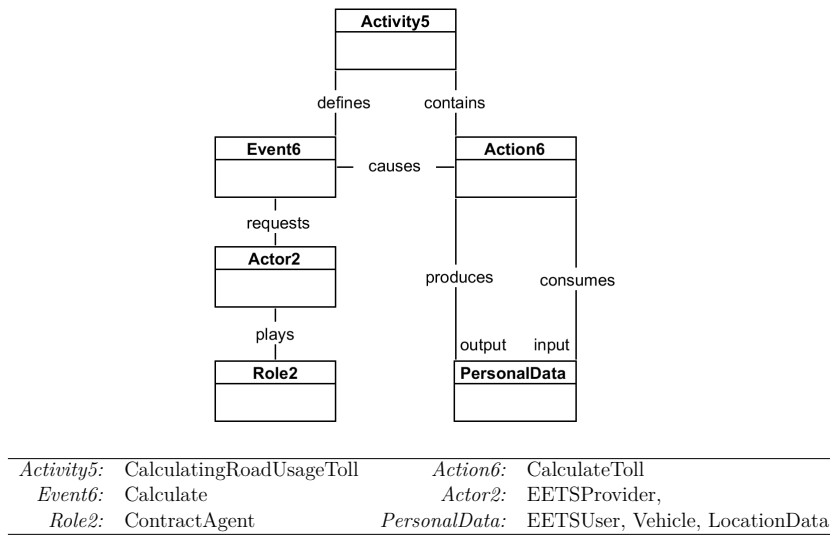 Activity5
defines contains
Event6 causes Action6
requests
Actor2
produces consumes
plays
output input
Role2 PersonalData
Activity5: CalculatingRoadUsageToll Action6: CalculateToll
Event6: Calculate Actor2: EETSProvider,
Role2: ContractAgent PersonalData: EETSUser, Vehicle, LocationData